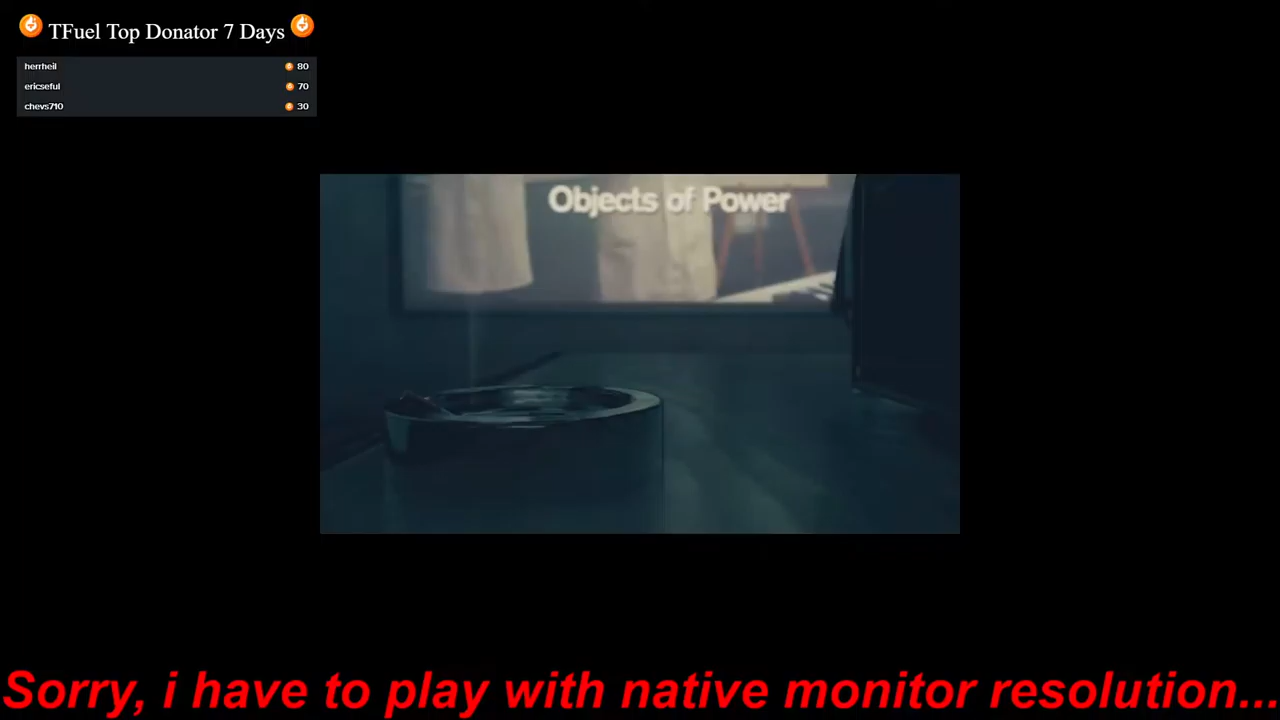 TFuel Top Donator 7 Days
herrheil 80
ericseful 70
chevs710 30
Objects of Power
Sorry, i have to play with native monitor resolution...